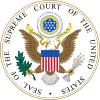 SEAL OF THE SUPREME COURT OF THE UNITED STATES